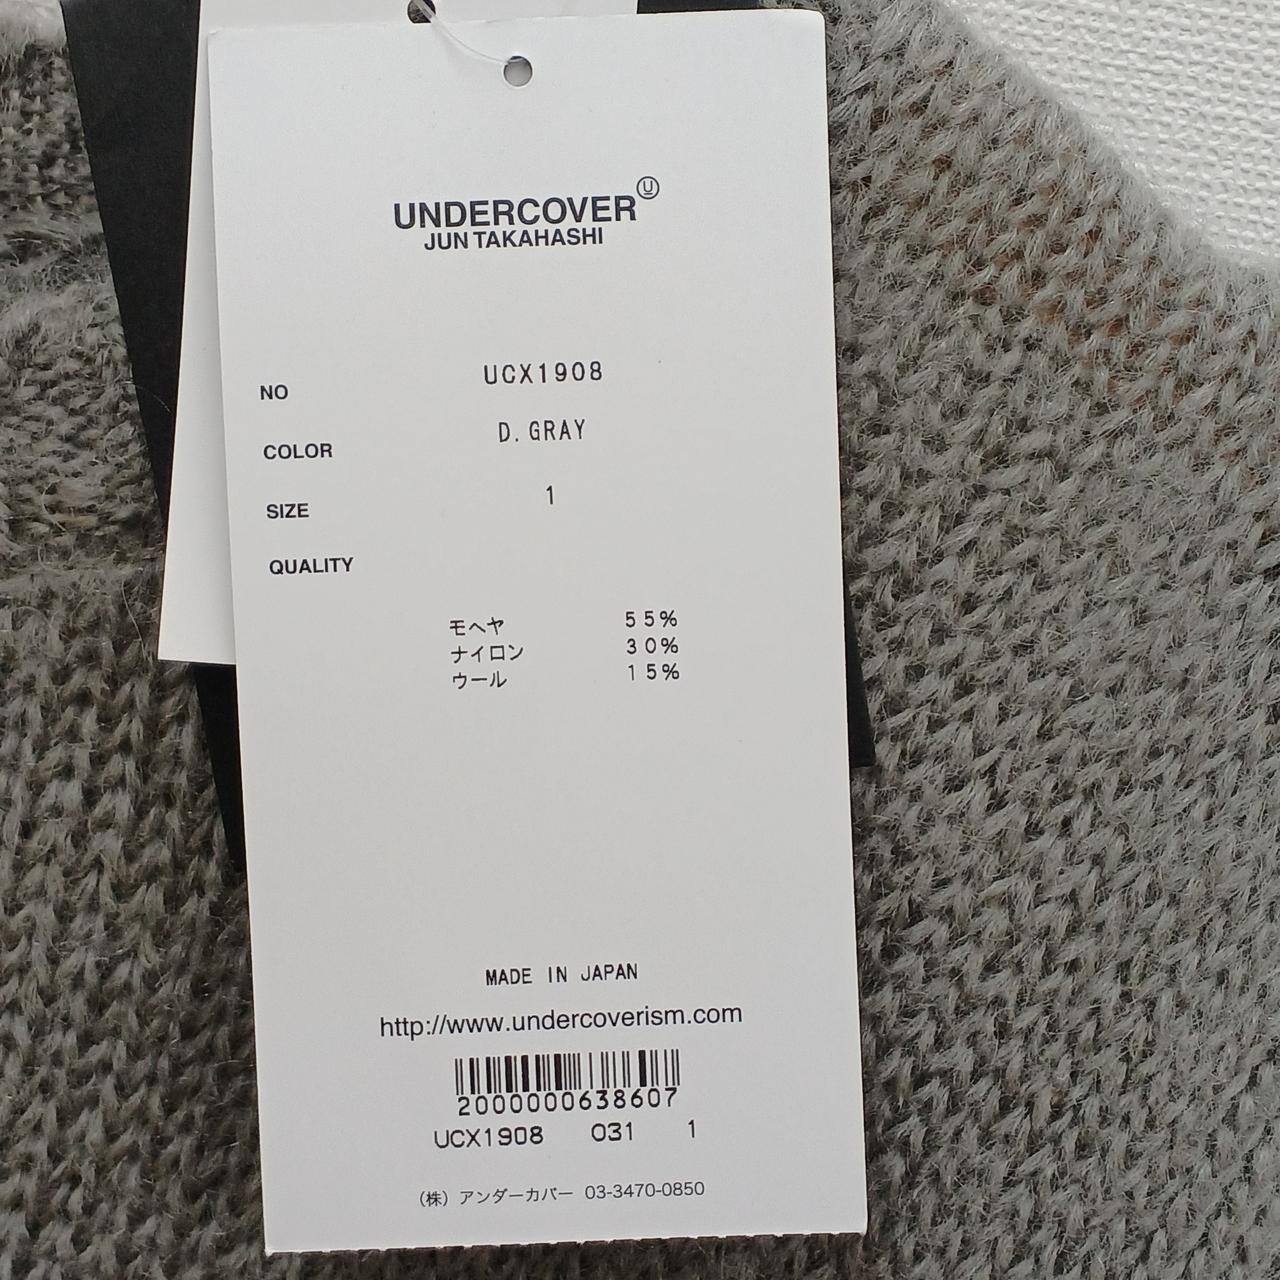 UNDERCOVER Ⓤ
JUN TAKAHASHI
NO UCX1908
COLOR D. GRAY
SIZE 1
QUALITY
モヘヤ 55%
ナイロン 30%
ウール 15%
MADE IN JAPAN
http://www.undercoverism.com
2000000638607
UCX1908 031 1
(株) アンダーカバー 03-3470-0850